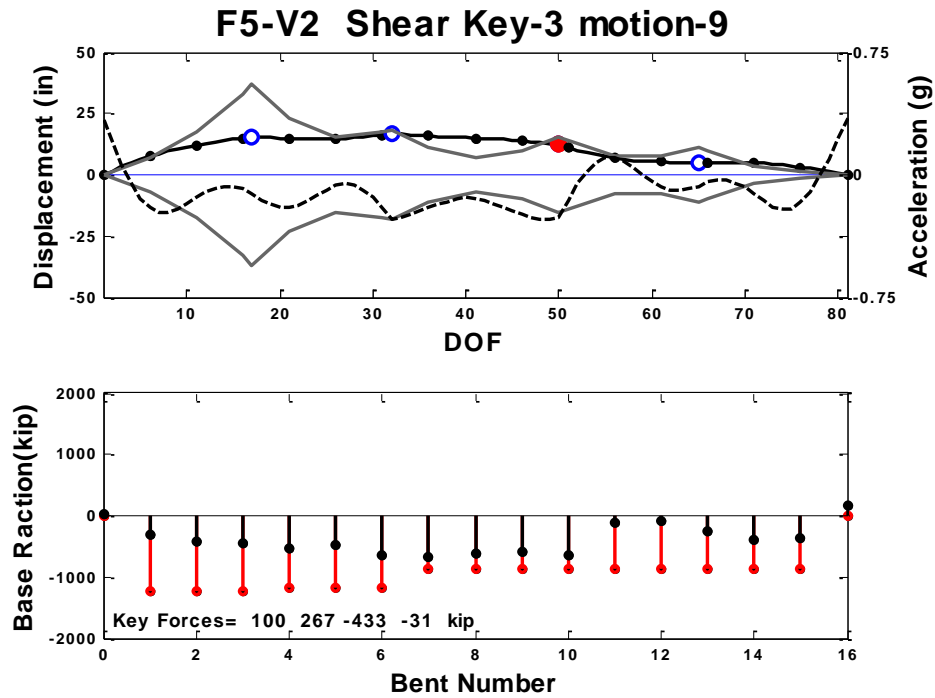 F5-V2 Shear Key-3 motion-9
50 0.75
Displacement (in)
Acceleration (g)
25
0 0
-25
-50 -0.75
10 20 30 40 50 60 70 80
DOF
2000
Base Raction(kip)
1000
0
-1000
Key Forces= 100 267 -433 -31 kip
-2000
0 2 4 6 8 10 12 14 16
Bent Number